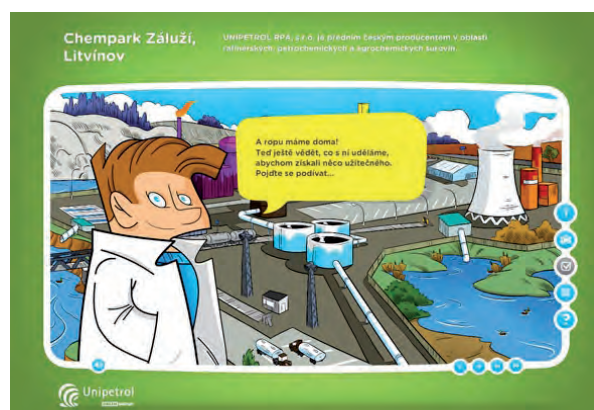 Chempark Záluží,
Litvínov
UNIPETROL RPA, s.r.o. je předním českým producentem v oblasti
rafinérských, petrochemických a agrochemických surovin.
A ropu máme doma!
Teď ještě vědět, co s ní uděláme,
abychom získali něco užitečného.
Pojďte se podívat...
?
Unipetrol